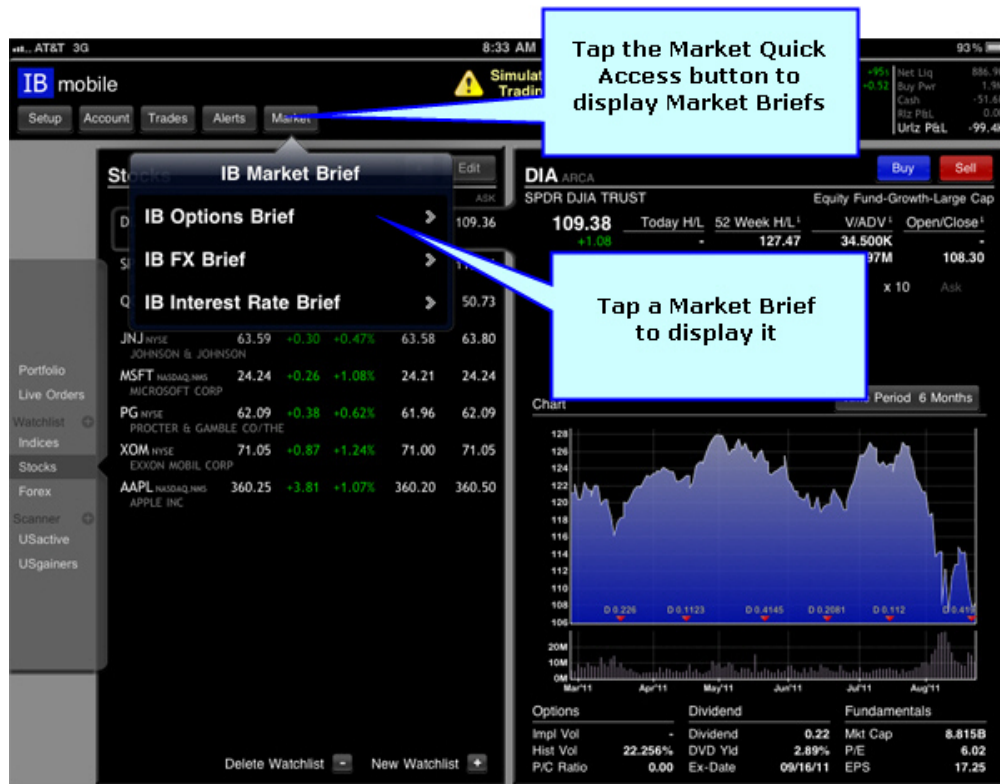 AT&T 3G 8:33 AM 93%
IB mobile
Setup Account Trades Alerts Market
Net Liq
+0.52 Buy Pwr
Cash
Rlz P&L
Urlz P&L -99.4
Tap the Market Quick
Access button to
display Market Briefs
IB Market Brief
IB Options Brief
IB FX Brief
IB Interest Rate Brief
Edit
ASK
109.36
50.73
JNJ NYSE 63.59 +0.30 +0.47% 63.58 63.80
JOHNSON & JOHNSON
MSFT NASDAQ.NMS 24.24 +0.26 +1.08% 24.21 24.24
MICROSOFT CORP
PG NYSE 62.09 +0.38 +0.62% 61.96 62.09
PROCTER & GAMBLE CO/THE
XOM NYSE 71.05 +0.87 +1.24% 71.00 71.05
EXXON MOBIL CORP
AAPL NASDAQ.NMS 360.25 +3.81 +1.07% 360.20 360.50
APPLE INC
Portfolio
Live Orders
Watchlist
Indices
Stocks
Forex
Scanner
USactive
USgainers
Delete Watchlist - New Watchlist +
DIA ARCA Buy Sell
SPDR DJIA TRUST Equity Fund-Growth-Large Cap
109.38 Today H/L 52 Week H/L¹ V/ADV¹ Open/Close¹
+1.08 - 127.47 34.500K -
108.30
x 10 Ask
Tap a Market Brief
to display it
Chart Period 6 Months
128
126
124
122
120
118
116
114
112
110
108
106
D 0.226 D 0.1123 D 0.4145 D 0.2081 D 0.112
20M
10M
0M
Mar'11 Apr'11 May'11 Jun'11 Jul'11 Aug'11
Options Dividend Fundamentals
Impl Vol - Dividend 0.22 Mkt Cap 8.815B
Hist Vol 22.256% DVD Yld 2.89% P/E 6.02
P/C Ratio 0.00 Ex-Date 09/16/11 EPS 17.25